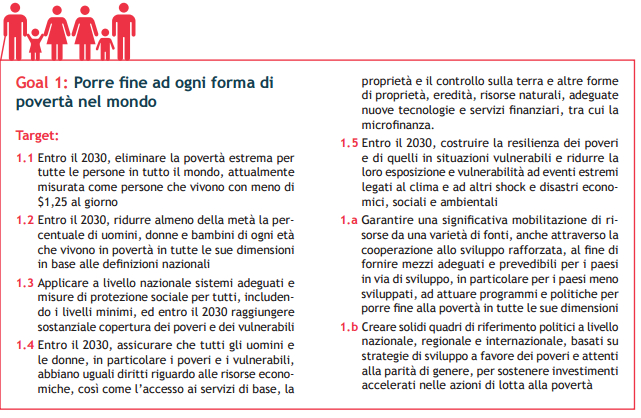 Goal 1: Porre fine ad ogni forma di
povertà nel mondo
Target:
1.1 Entro il 2030, eliminare la povertà estrema per
tutte le persone in tutto il mondo, attualmente
misurata come persone che vivono con meno di
$1,25 al giorno
1.2 Entro il 2030, ridurre almeno della metà la per-
centuale di uomini, donne e bambini di ogni età
che vivono in povertà in tutte le sue dimensioni
in base alle definizioni nazionali
1.3 Applicare a livello nazionale sistemi adeguati e
misure di protezione sociale per tutti, includen-
do i livelli minimi, ed entro il 2030 raggiungere
sostanziale copertura dei poveri e dei vulnerabili
1.4 Entro il 2030, assicurare che tutti gli uomini e
le donne, in particolare i poveri e i vulnerabili,
abbiano uguali diritti riguardo alle risorse econo-
miche, così come l'accesso ai servizi di base, la
proprietà e il controllo sulla terra e altre forme
di proprietà, eredità, risorse naturali, adeguate
nuove tecnologie e servizi finanziari, tra cui la
microfinanza.
1.5 Entro il 2030, costruire la resilienza dei poveri
e di quelli in situazioni vulnerabili e ridurre la
loro esposizione e vulnerabilità ad eventi estremi
legati al clima e ad altri shock e disastri econo-
mici, sociali e ambientali
1.a Garantire una significativa mobilitazione di ri-
sorse da una varietà di fonti, anche attraverso la
cooperazione allo sviluppo rafforzata, al fine di
fornire mezzi adeguati e prevedibili per i paesi
in via di sviluppo, in particolare per i paesi meno
sviluppati, ad attuare programmi e politiche per
porre fine alla povertà in tutte le sue dimensioni
1.b Creare solidi quadri di riferimento politici a livello
nazionale, regionale e internazionale, basati su
strategie di sviluppo a favore dei poveri e attenti
alla parità di genere, per sostenere investimenti
accelerati nelle azioni di lotta alla povertà